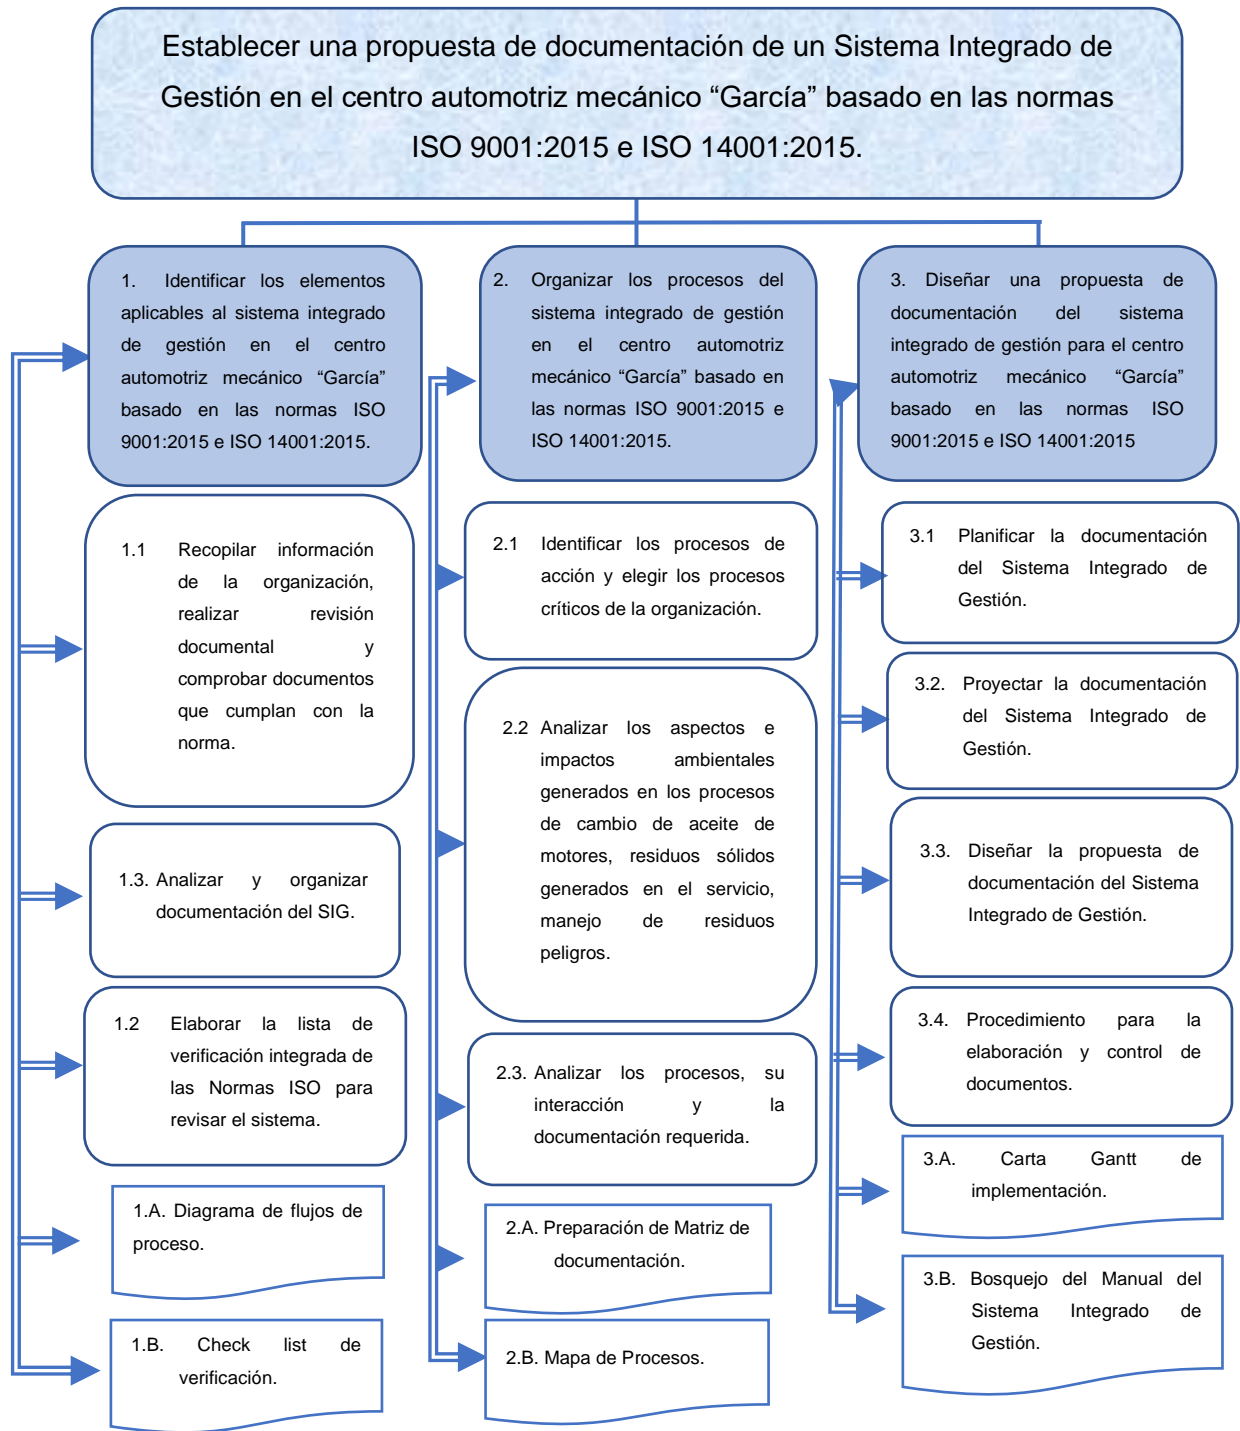 Establecer una propuesta de documentación de un Sistema Integrado de
Gestión en el centro automotriz mecánico “García” basado en las normas
ISO 9001:2015 e ISO 14001:2015.
1. Identificar los elementos
aplicables al sistema integrado
de gestión en el centro
automotriz mecánico “García”
basado en las normas ISO
9001:2015 e ISO 14001:2015.
1.1 Recopilar información
de la organización,
realizar revisión
documental y
comprobar documentos
que cumplan con la
norma.
1.3. Analizar y organizar
documentación del SIG.
1.2 Elaborar la lista de
verificación integrada de
las Normas ISO para
revisar el sistema.
1.A. Diagrama de flujos de
proceso.
1.B. Check list de
verificación.
2. Organizar los procesos del
sistema integrado de gestión
en el centro automotriz
mecánico “García” basado en
las normas ISO 9001:2015 e
ISO 14001:2015.
2.1 Identificar los procesos de
acción y elegir los procesos
críticos de la organización.
2.2 Analizar los aspectos e
impactos ambientales
generados en los procesos
de cambio de aceite de
motores, residuos sólidos
generados en el servicio,
manejo de residuos
peligros.
2.3. Analizar los procesos, su
interacción y la
documentación requerida.
2.A. Preparación de Matriz de
documentación.
2.B. Mapa de Procesos.
3. Diseñar una propuesta de
documentación del sistema
integrado de gestión para el centro
automotriz mecánico “García”
basado en las normas ISO
9001:2015 e ISO 14001:2015
3.1 Planificar la documentación
del Sistema Integrado de
Gestión.
3.2. Proyectar la documentación
del Sistema Integrado de
Gestión.
3.3. Diseñar la propuesta de
documentación del Sistema
Integrado de Gestión.
3.4. Procedimiento para la
elaboración y control de
documentos.
3.A. Carta Gantt de
implementación.
3.B. Bosquejo del Manual del
Sistema Integrado de
Gestión.